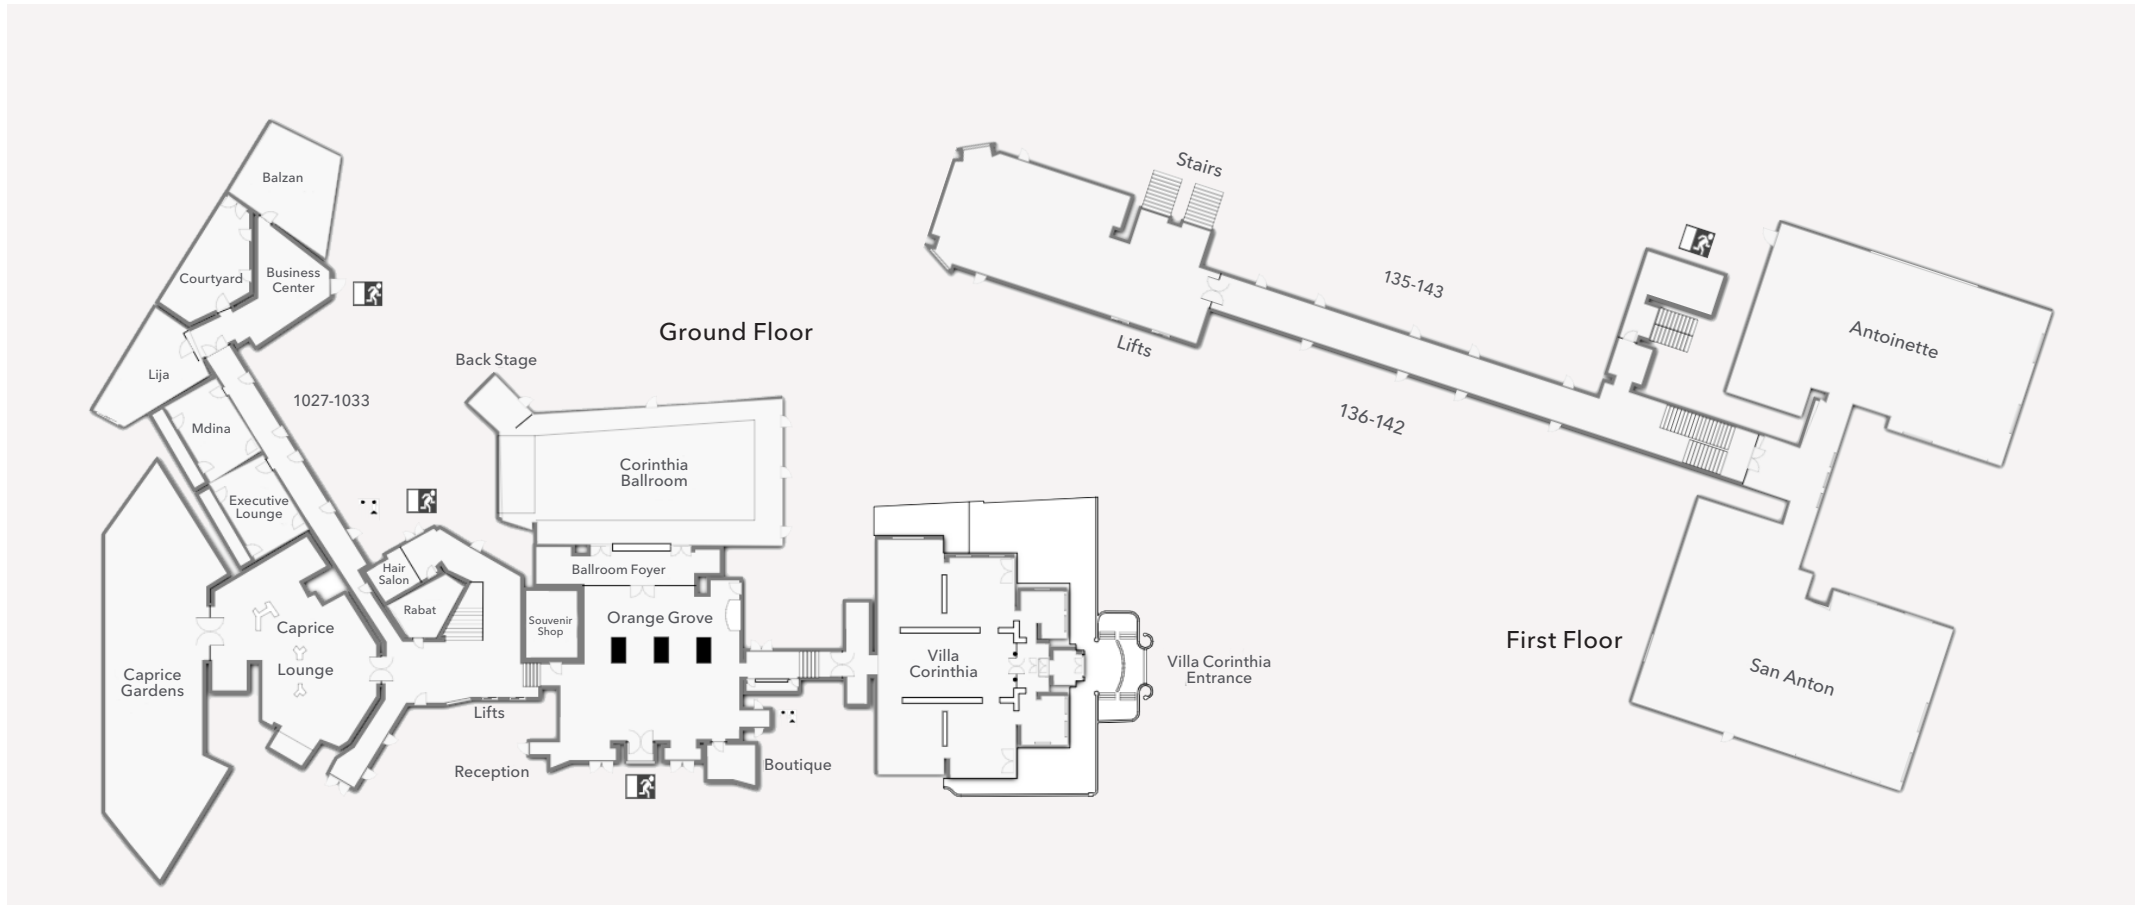 Balzan
Courtyard
Business
Center
Lija
1027-1033
Mdina
Executive
Lounge
Hair
Salon
Rabat
Caprice
Lounge
Caprice
Gardens
Lifts
Ground Floor
Back Stage
Corinthia
Ballroom
Ballroom Foyer
Souvenir
Shop
Orange Grove
Reception
Boutique
Villa
Corinthia
Villa Corinthia
Entrance
Stairs
Lifts
135-143
136-142
Antoinette
First Floor
San Anton